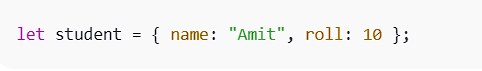 let student = { name: "Amit", roll: 10 };